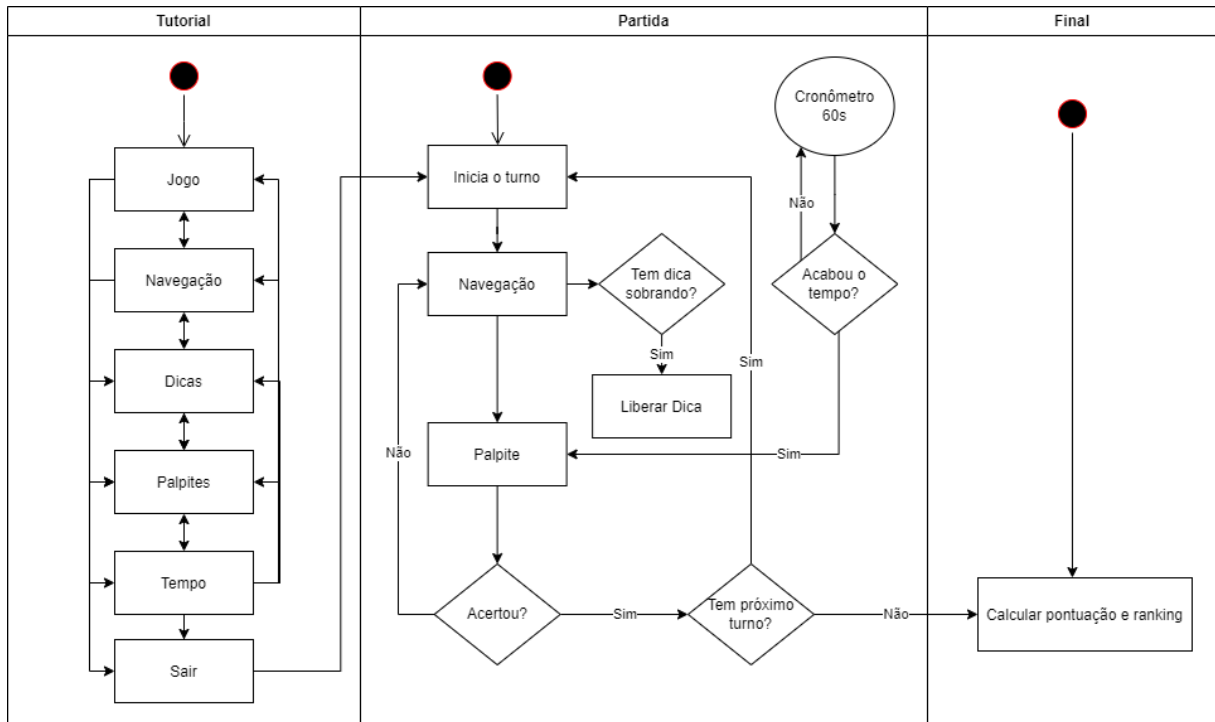 Tutorial
Partida
Final
Jogo
Navegação
Dicas
Palpites
Tempo
Sair
Inicia o turno
Navegação
Tem dica
sobrando?
Sim
Liberar Dica
Palpite
Não
Acertou?
Sim
Tem próximo
turno?
Sim
Não
Cronômetro
60s
Não
Acabou o
tempo?
Sim
Calcular pontuação e ranking